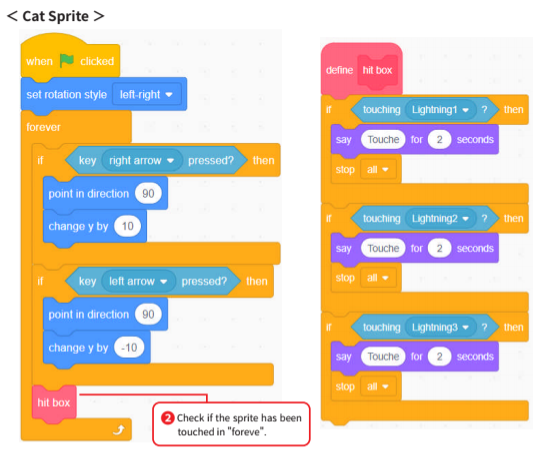 < Cat Sprite >
when clicked
set rotation style left-right
forever
if key right arrow pressed? then
point in direction 90
change y by 10
if key left arrow pressed? then
point in direction 90
change y by -10
hit box
2 Check if the sprite has been
touched in "foreve".
define hit box
if touching Lightning1 ? then
say Touche for 2 seconds
stop all
if touching Lightning2 ? then
say Touche for 2 seconds
stop all
if touching Lightning3 ? then
say Touche for 2 seconds
stop all